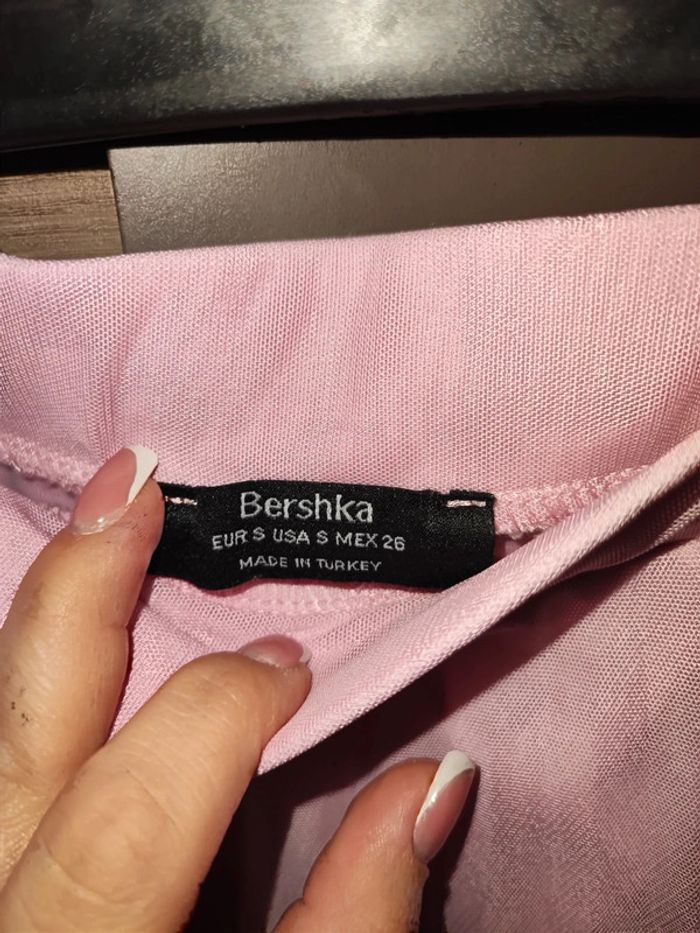 Bershka
EUR S USA S MEX 26
MADE IN TURKEY